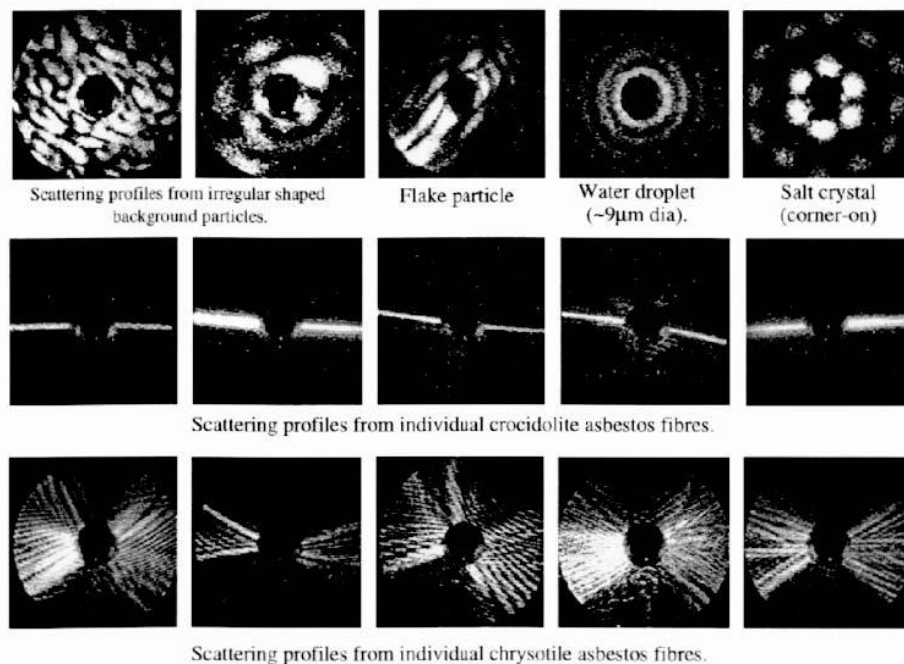 Scattering profiles from irregular shaped
background particles.
Flake particle
Water droplet
(~9μm dia).
Salt crystal
(corner-on)
Scattering profiles from individual crocidolite asbestos fibres.
Scattering profiles from individual chrysotile asbestos fibres.